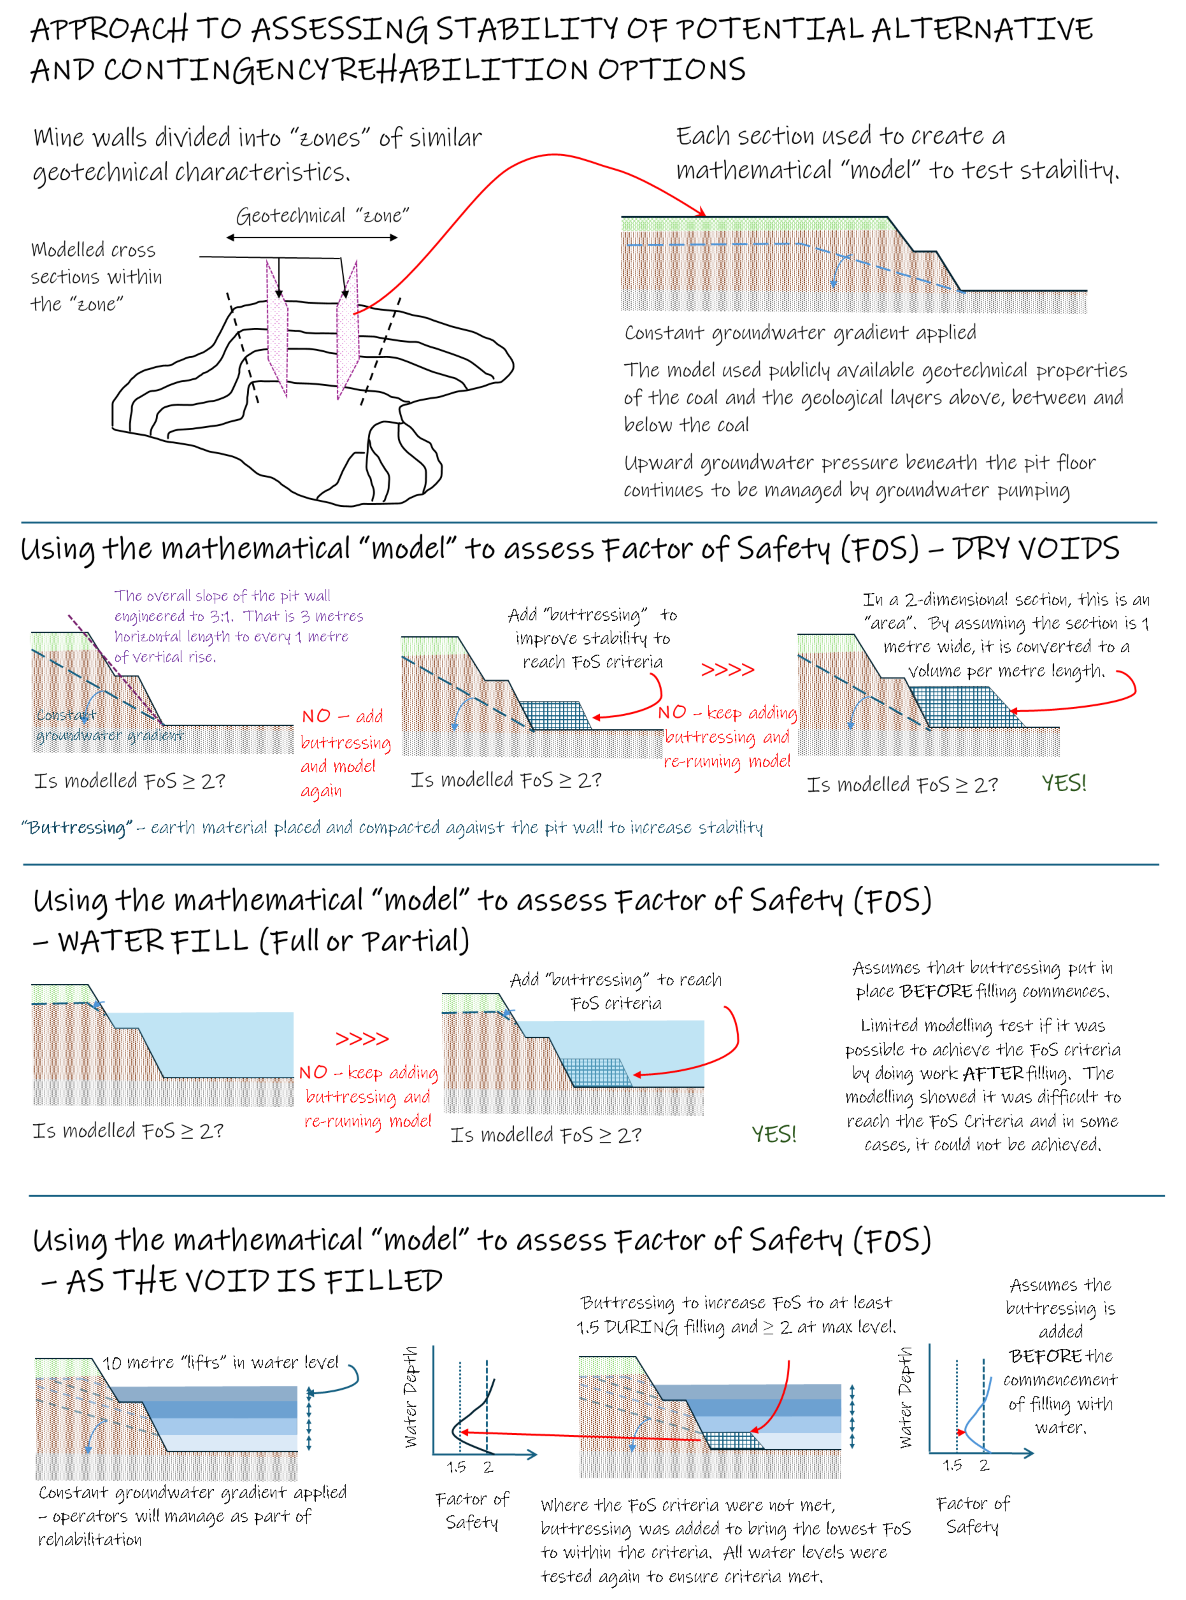 APPROACH TO ASSESSING STABILITY OF POTENTIAL ALTERNATIVE
AND CONTINGENCY REHABILITION OPTIONS
Mine walls divided into “zones” of similar
geotechnical characteristics.
Each section used to create a
mathematical “model” to test stability.
Geotechnical “zone”
Modelled cross
sections within
the “zone”
Constant groundwater gradient applied
The model used publicly available geotechnical properties
of the coal and the geological layers above, between and
below the coal
Upward groundwater pressure beneath the pit floor
continues to be managed by groundwater pumping
Using the mathematical “model” to assess Factor of Safety (FOS) – DRY VOIDS
The overall slope of the pit wall
engineered to 3:1. That is 3 metres
horizontal length to every 1 metre
of vertical rise.
Constant
groundwater gradient
Is modelled FoS ≥ 2?
NO – add
buttressing
and model
again
Add “buttressing” to
improve stability to
reach FoS criteria
Is modelled FoS ≥ 2?
>>>>
NO – keep adding
buttressing and
re-running model
In a 2-dimensional section, this is an
“area”. By assuming the section is 1
metre wide, it is converted to a
volume per metre length.
Is modelled FoS ≥ 2?
YES!
“Buttressing” – earth material placed and compacted against the pit wall to increase stability
Using the mathematical “model” to assess Factor of Safety (FOS)
– WATER FILL (Full or Partial)
Is modelled FoS ≥ 2?
>>>>
NO – keep adding
buttressing and
re-running model
Add “buttressing” to reach
FoS criteria
Is modelled FoS ≥ 2?
YES!
Assumes that buttressing put in
place BEFORE filling commences.
Limited modelling test if it was
possible to achieve the FoS criteria
by doing work AFTER filling. The
modelling showed it was difficult to
reach the FoS Criteria and in some
cases, it could not be achieved.
Using the mathematical “model” to assess Factor of Safety (FOS)
– AS THE VOID IS FILLED
10 metre “lifts” in water level
Constant groundwater gradient applied
– operators will manage as part of
rehabilitation
Water Depth
1.5
2
Factor of
Safety
Buttressing to increase FoS to at least
1.5 DURING filling and ≥ 2 at max level.
Where the FoS criteria were not met,
buttressing was added to bring the lowest FoS
to within the criteria. All water levels were
tested again to ensure criteria met.
Water Depth
1.5
2
Factor of
Safety
Assumes the
buttressing is
added
BEFORE the
commencement
of filling with
water.